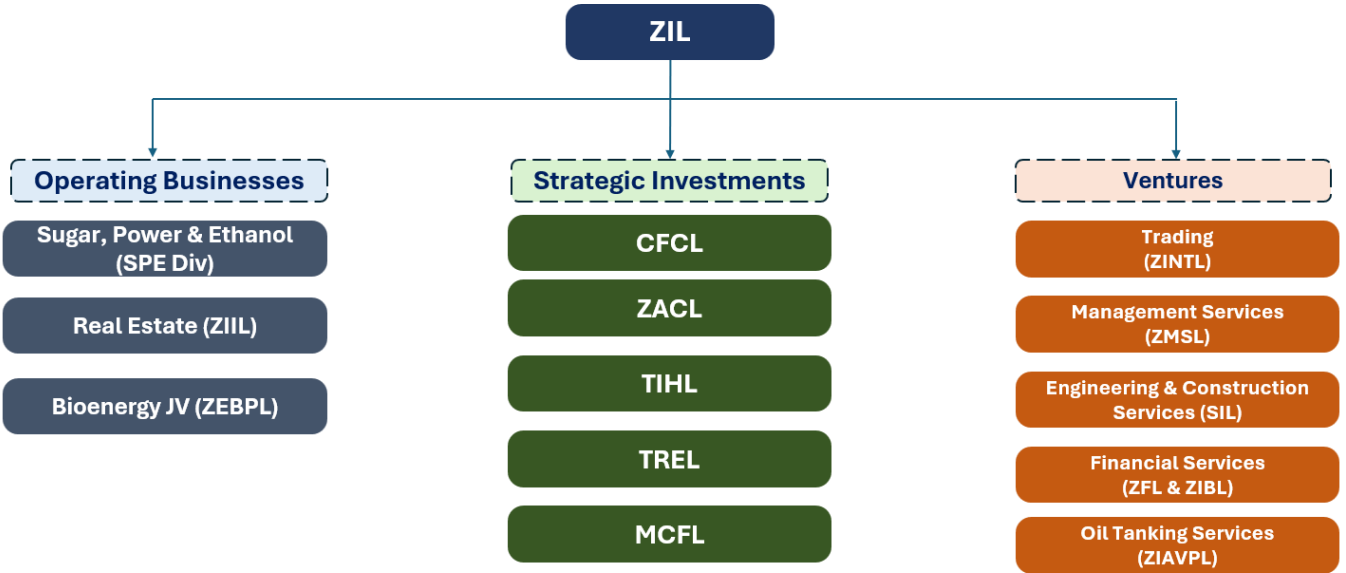 ZIL
Operating Businesses
Sugar, Power & Ethanol
(SPE Div)
Real Estate (ZIIL)
Bioenergy JV (ZEBPL)
Strategic Investments
CFCL
ZACL
TIHL
TREL
MCFL
Ventures
Trading
(ZINTL)
Management Services
(ZMSL)
Engineering & Construction
Services (SIL)
Financial Services
(ZFL & ZIBL)
Oil Tanking Services
(ZIAVPL)